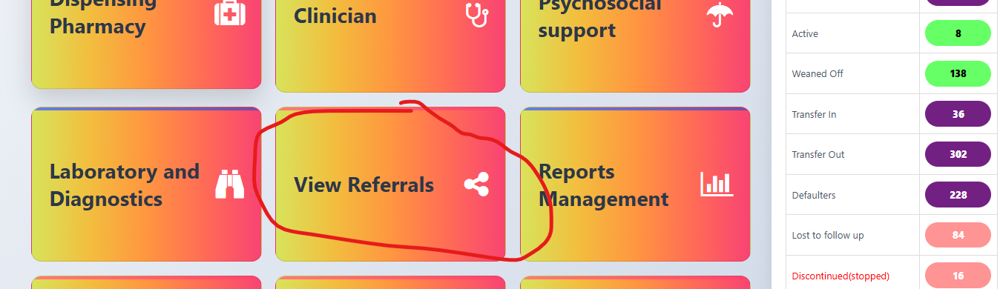 Dispensing
Pharmacy
Clinician
Psychosocial
support
Laboratory and
Diagnostics
View Referrals
Reports
Management
Active 8
Weaned Off 138
Transfer In 36
Transfer Out 302
Defaulters 228
Lost to follow up 84
Discontinued(stopped) 16